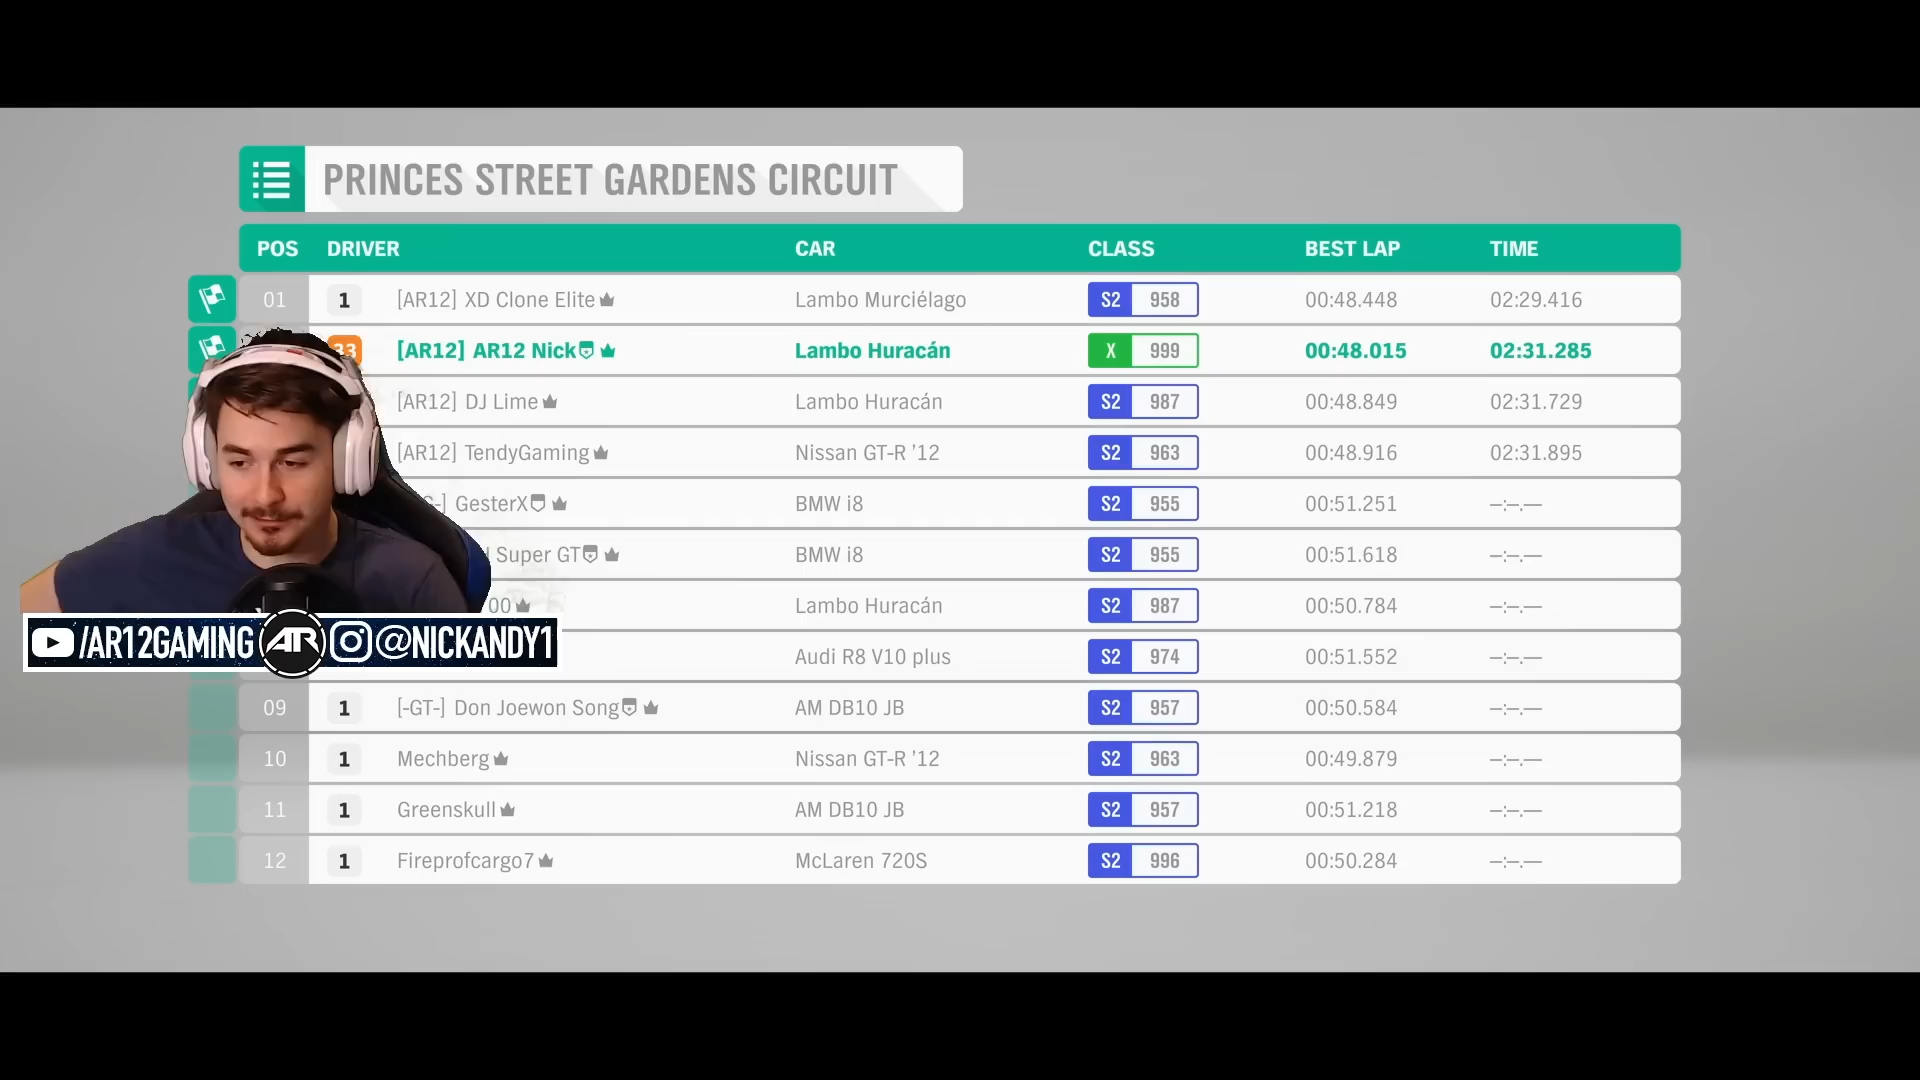 PRINCES STREET GARDENS CIRCUIT
POS DRIVER CAR CLASS BEST LAP TIME
01 1 [AR12] XD Clone Elite Lambo Murciélago S2 958 00:48.448 02:29.416
33 [AR12] AR12 Nick Lambo Huracán X 999 00:48.015 02:31.285
[AR12] DJ Lime Lambo Huracán S2 987 00:48.849 02:31.729
[AR12] TendyGaming Nissan GT-R '12 S2 963 00:48.916 02:31.895
GesterX BMW i8 S2 955 00:51.251 --:--.---
Super GT BMW i8 S2 955 00:51.618 --:--.---
00 Lambo Huracán S2 987 00:50.784 --:--.---
/AR12GAMING AR @NICKANDY1
Audi R8 V10 plus S2 974 00:51.552 --:--.---
09 1 [-GT-] Don Joewon Song AM DB10 JB S2 957 00:50.584 --:--.---
10 1 Mechberg Nissan GT-R '12 S2 963 00:49.879 --:--.---
11 1 Greenskull AM DB10 JB S2 957 00:51.218 --:--.---
12 1 Fireprofcargo7 McLaren 720S S2 996 00:50.284 --:--.---